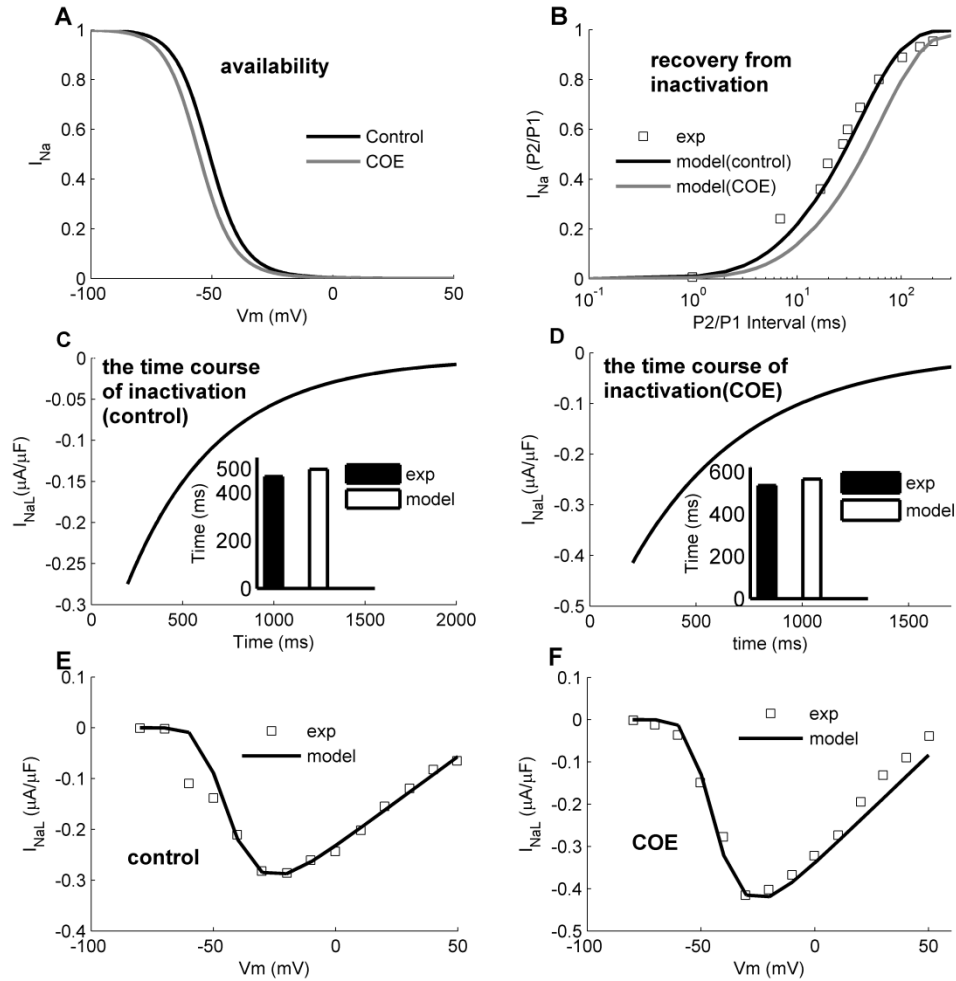 A
availability
Control
COE
I_Na
1
0.8
0.6
0.4
0.2
0
-100
-50
0
50
Vm (mV)
B
recovery from
inactivation
exp
model(control)
model(COE)
I_Na (P2/P1)
1
0.8
0.6
0.4
0.2
0
10^-1
10^0
10^1
10^2
P2/P1 Interval (ms)
C
the time course
of inactivation
(control)
I_NaL (μA/μF)
0
-0.05
-0.1
-0.15
-0.2
-0.25
-0.3
0
500
1000
1500
2000
Time (ms)
Time (ms)
500
400
200
0
exp
model
D
the time course of
inactivation(COE)
I_NaL (μA/μF)
0
-0.1
-0.2
-0.3
-0.4
-0.5
0
500
1000
1500
time (ms)
Time (ms)
600
400
200
0
exp
model
E
exp
model
control
I_NaL (μA/μF)
0.1
0
-0.1
-0.2
-0.3
-0.4
-100
-50
0
50
Vm (mV)
F
exp
model
COE
I_NaL (μA/μF)
0.1
0
-0.1
-0.2
-0.3
-0.4
-0.5
-100
-50
0
50
Vm (mV)